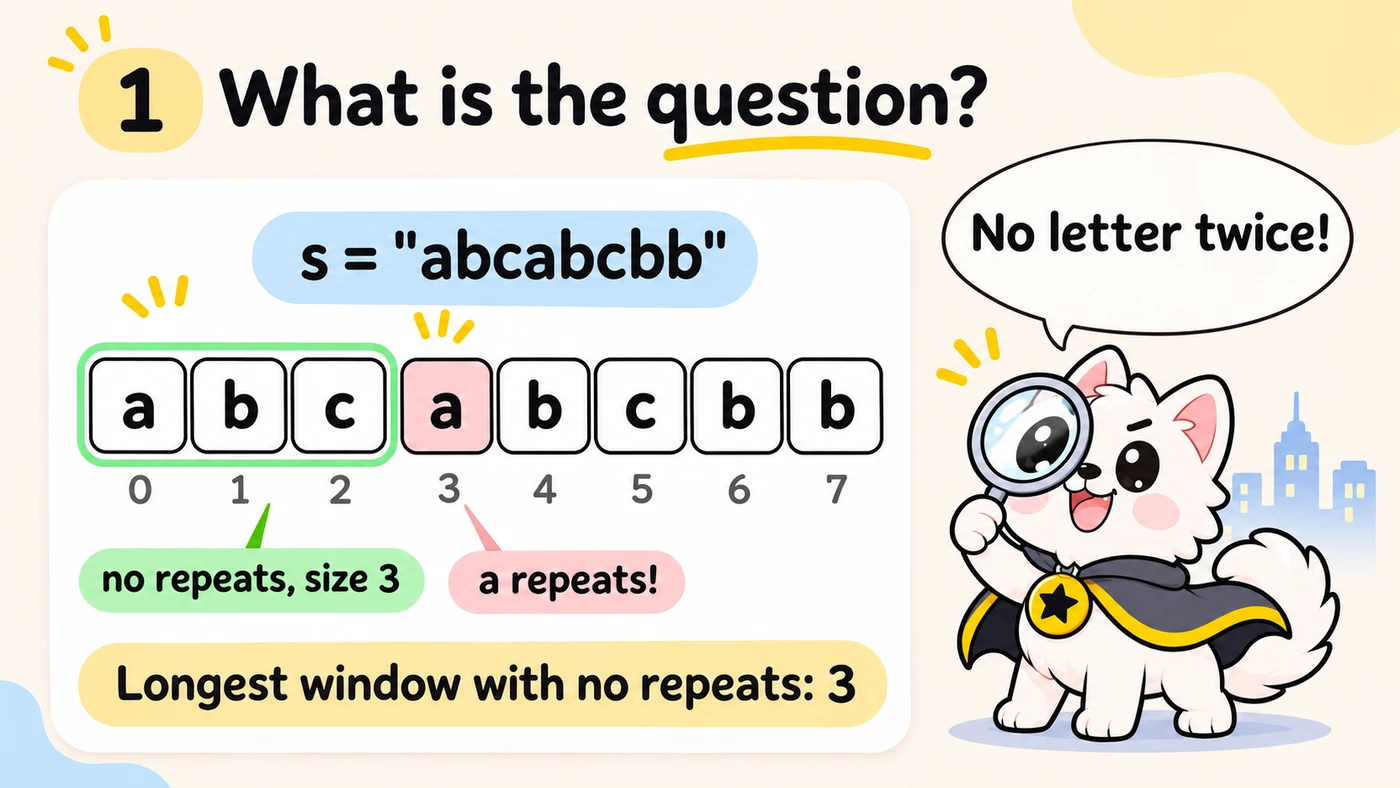 1 What is the question?
No letter twice!
s = "abcabcbb"
a b c a b c b b
0 1 2 3 4 5 6 7
no repeats, size 3
a repeats!
Longest window with no repeats: 3